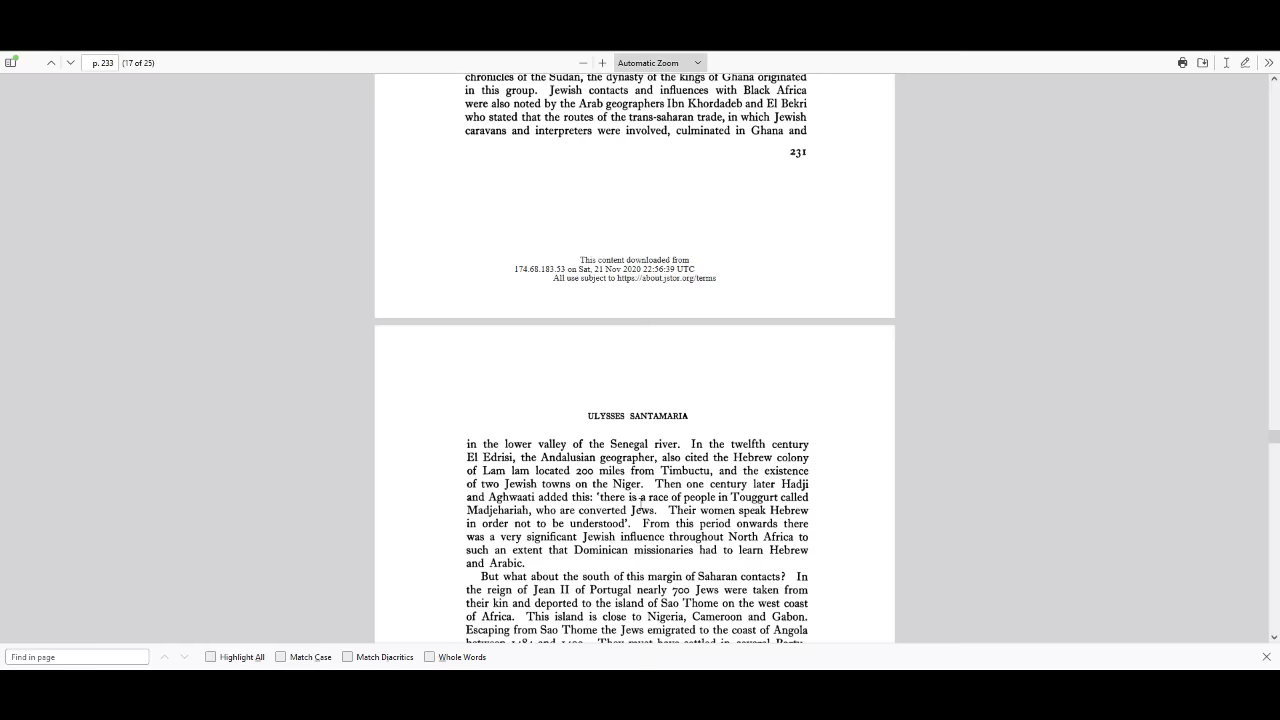 p. 233
(17 of 25)
Automatic Zoom
chronicles of the Sudan, the dynasty of the kings of Ghana originated
in this group. Jewish contacts and influences with Black Africa
were also noted by the Arab geographers Ibn Khordadeb and El Bekri
who stated that the routes of the trans-saharan trade, in which Jewish
caravans and interpreters were involved, culminated in Ghana and
231
This content downloaded from
174.68.183.53 on Sat, 21 Nov 2020 22:56:39 UTC
All use subject to https://about.jstor.org/terms
ULYSSES SANTAMARIA
in the lower valley of the Senegal river. In the twelfth century
El Edrisi, the Andalusian geographer, also cited the Hebrew colony
of Lam lam located 200 miles from Timbuctu, and the existence
of two Jewish towns on the Niger. Then one century later Hadji
and Aghwaati added this: 'there is a race of people in Touggurt called
Madjehariah, who are converted Jews. Their women speak Hebrew
in order not to be understood'. From this period onwards there
was a very significant Jewish influence throughout North Africa to
such an extent that Dominican missionaries had to learn Hebrew
and Arabic.
But what about the south of this margin of Saharan contacts? In
the reign of Jean II of Portugal nearly 700 Jews were taken from
their kin and deported to the island of Sao Thome on the west coast
of Africa. This island is close to Nigeria, Cameroon and Gabon.
Escaping from Sao Thome the Jews emigrated to the coast of Angola
Find in page
Highlight All
Match Case
Match Diacritics
Whole Words